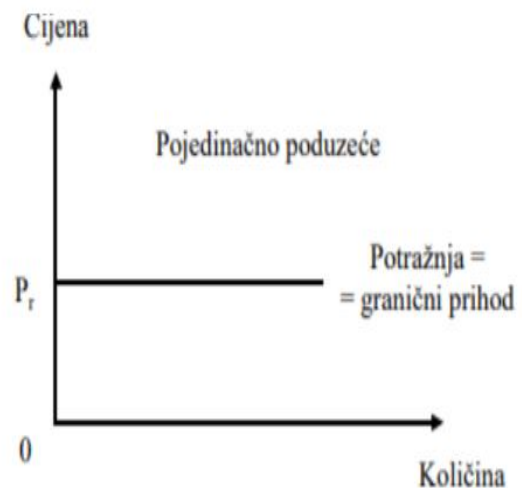 Cijena
Pojedinačno poduzeće
Potražnja =
= granični prihod
Pr
0
Količina